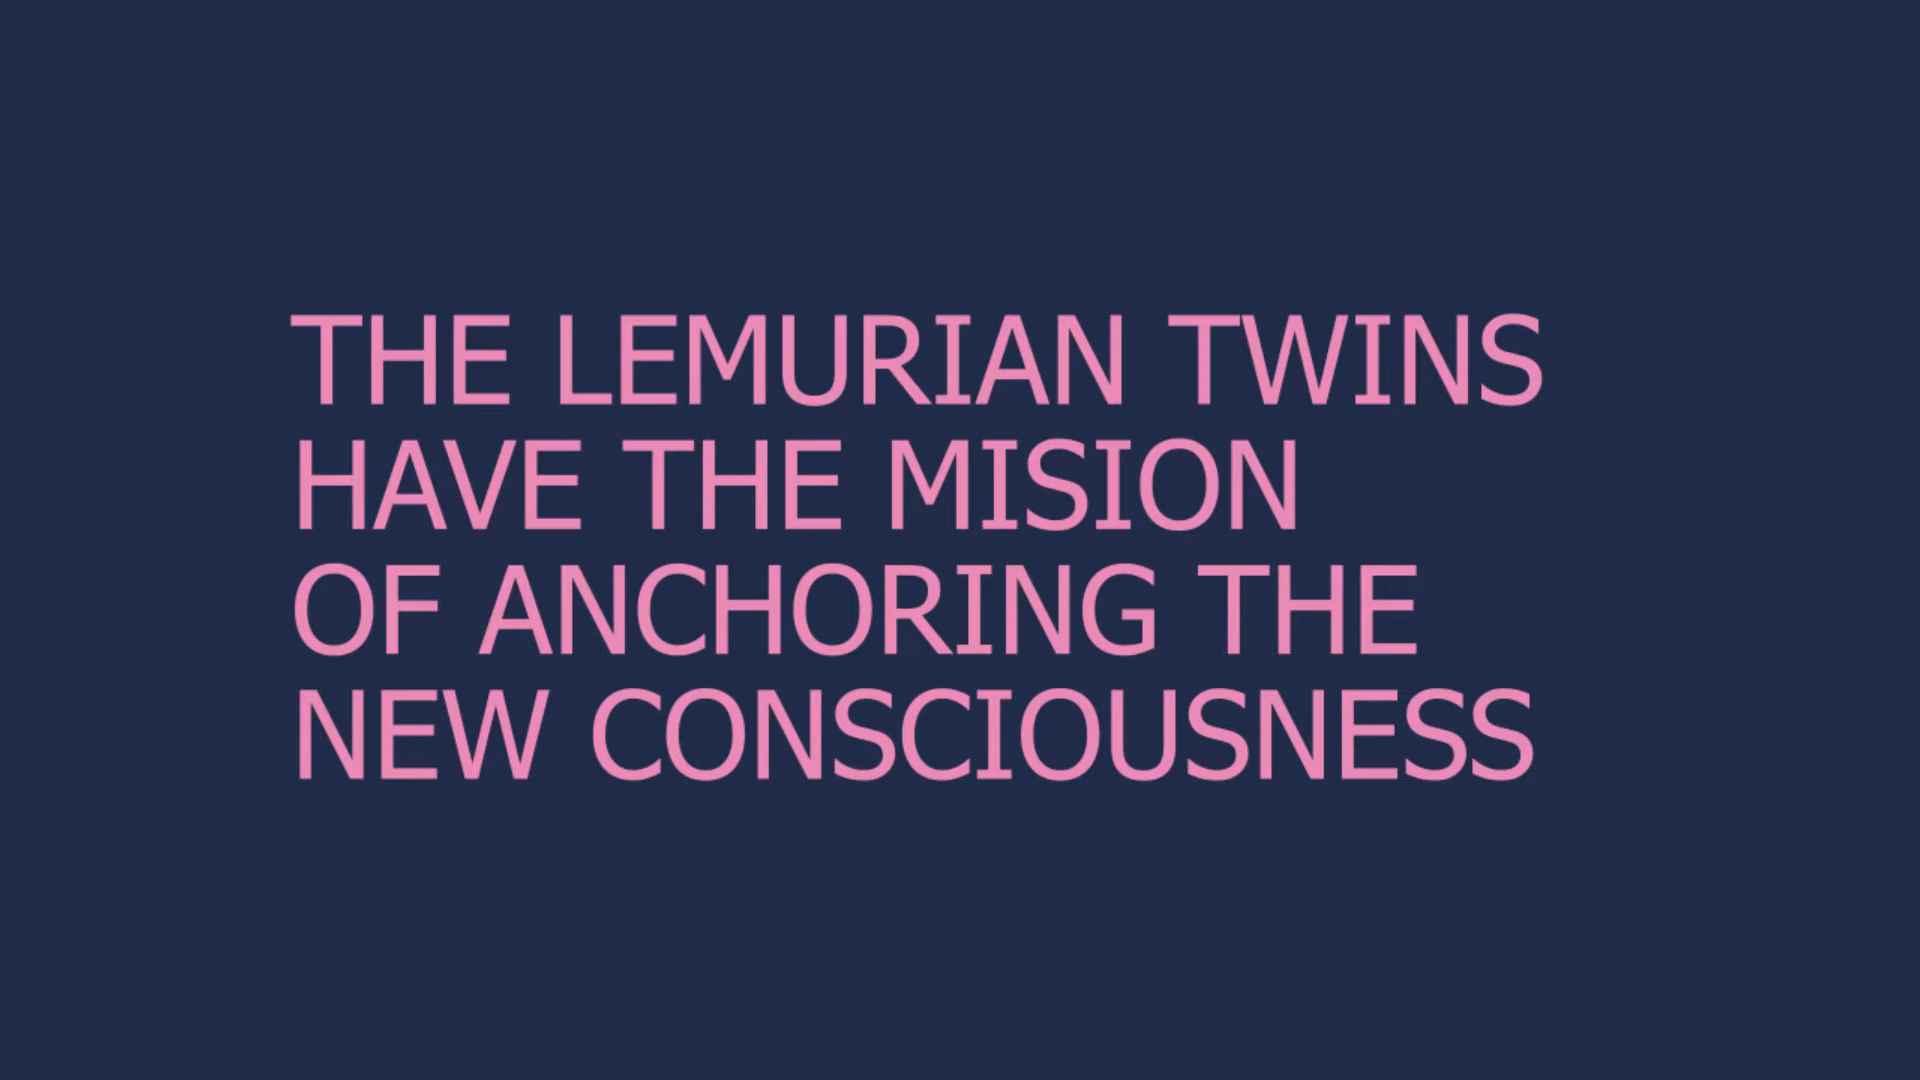 THE LEMURIAN TWINS
HAVE THE MISION
OF ANCHORING THE
NEW CONSCIOUSNESS